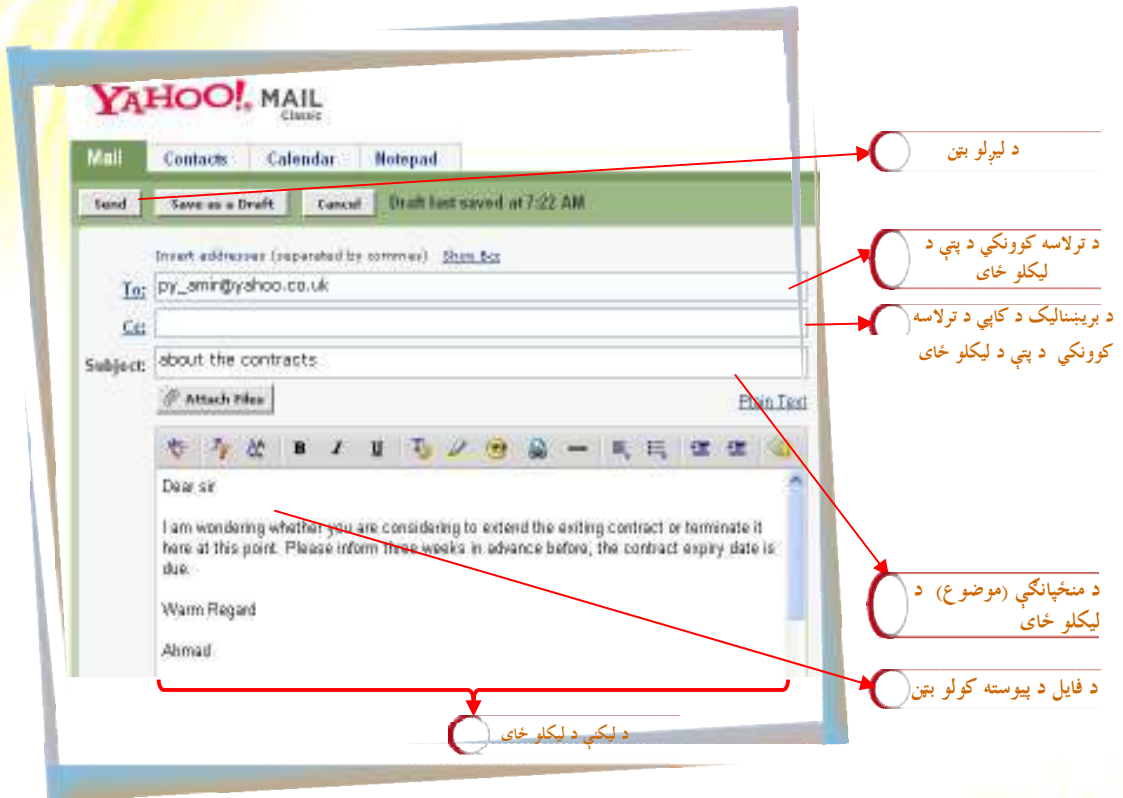 YAHOO! MAIL
Classic
Mail Contacts Calendar Notepad
Send Save as a Draft Cancel Draft last saved at 7:22 AM
Insert addresses (separated by commas) Show Bcc
To: py_amir@yahoo.co.uk
Cc:
Subject: about the contracts
Attach Files Plain Text
B I U
Dear sir
I am wondering whether you are considering to extend the exiting contract or terminate it
here at this point. Please inform three weeks in advance before, the contract expiry date is
due.
Warm Regard
Ahmad
د لیږلو بټن
د ترلاسه کوونکي د پتې د
لیکلو ځای
د بریښنالیک د کاپي د ترلاسه
کوونکي د پتې د لیکلو ځای
د منځپانګې (موضوع) د
لیکلو ځای
د فایل د پیوسته کولو بټن
د لیکنې د لیکلو ځای